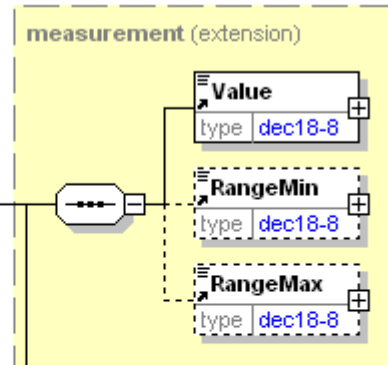 measurement (extension)
Value
type dec18-8
RangeMin
type dec18-8
RangeMax
type dec18-8